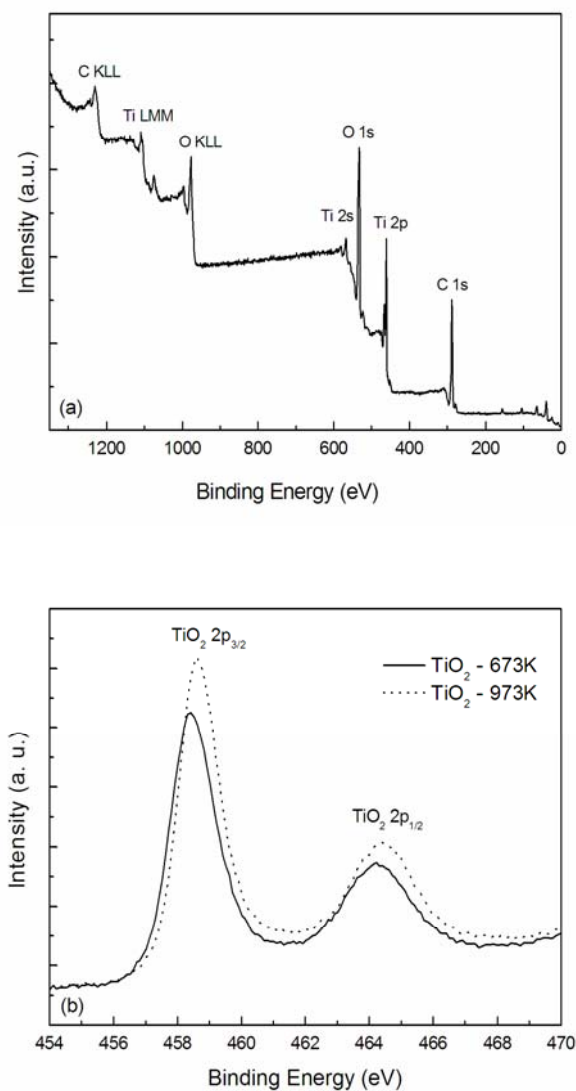 C KLL
Ti LMM
O KLL
O 1s
Ti 2s
Ti 2p
C 1s
Intensity (a.u.)
(a)
1200 1000 800 600 400 200 0
Binding Energy (eV)
TiO₂ 2p₃/₂
TiO₂ - 673K
TiO₂ - 973K
TiO₂ 2p₁/₂
Intensity (a. u.)
(b)
454 456 458 460 462 464 466 468 470
Binding Energy (eV)